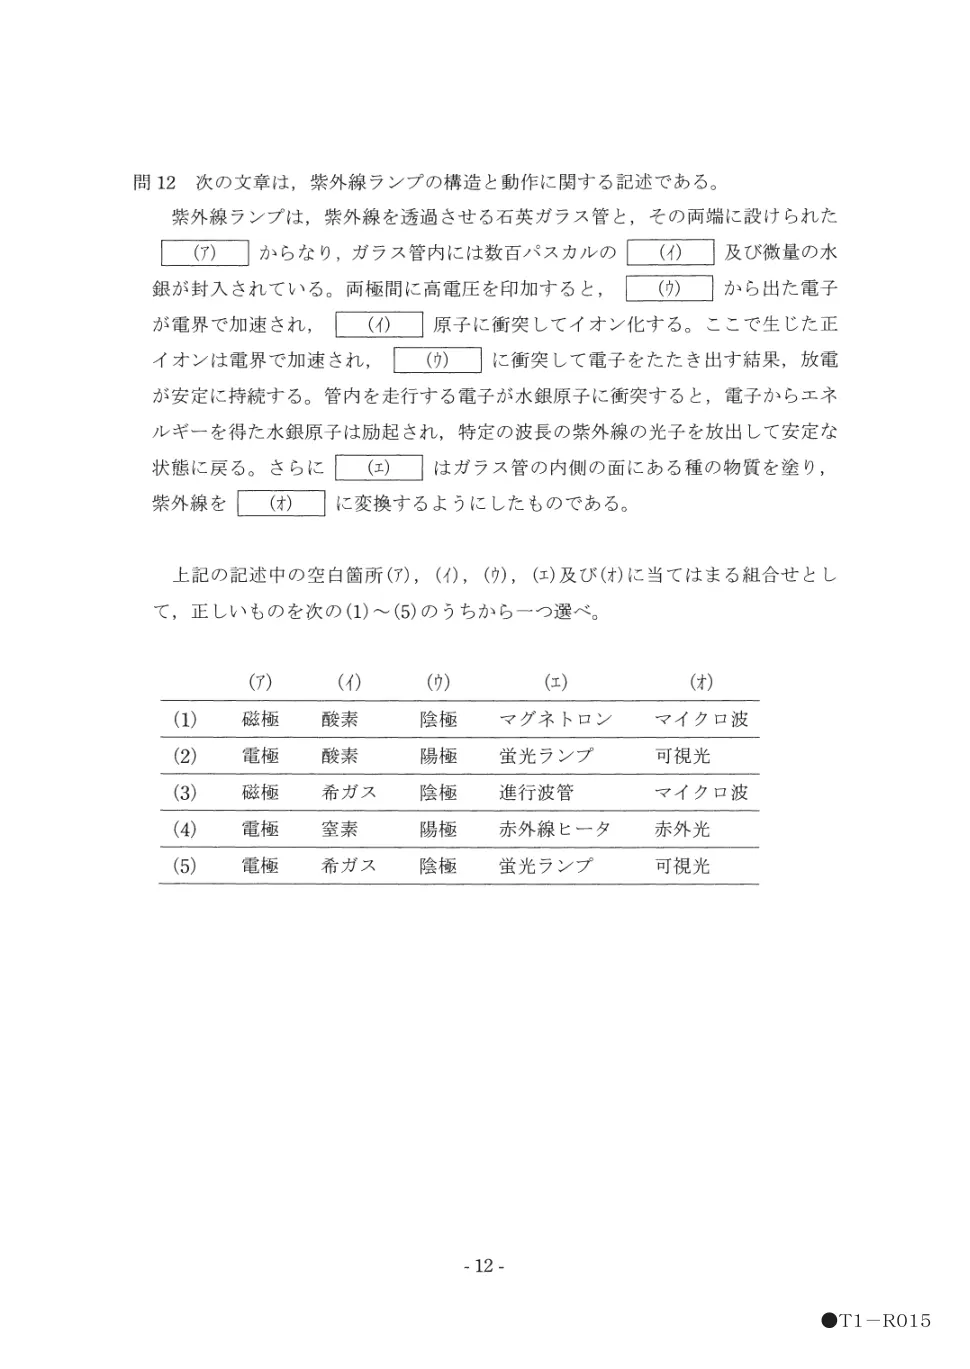 問12 次の文章は，紫外線ランプの構造と動作に関する記述である。
紫外線ランプは，紫外線を透過させる石英ガラス管と，その両端に設けられた
(ア) からなり，ガラス管内には数百パスカルの (イ) 及び微量の水
銀が封入されている。両極間に高電圧を印加すると， (ウ) から出た電子
が電界で加速され， (イ) 原子に衝突してイオン化する。ここで生じた正
イオンは電界で加速され， (ウ) に衝突して電子をたたき出す結果，放電
が安定に持続する。管内を走行する電子が水銀原子に衝突すると，電子からエネ
ルギーを得た水銀原子は励起され，特定の波長の紫外線の光子を放出して安定な
状態に戻る。さらに (エ) はガラス管の内側の面にある種の物質を塗り，
紫外線を (オ) に変換するようにしたものである。
上記の記述中の空白箇所(ア)，(イ)，(ウ)，(エ)及び(オ)に当てはまる組合せとし
て，正しいものを次の(1)～(5)のうちから一つ選べ。
(ア) (イ) (ウ) (エ) (オ)
(1) 磁極 酸素 陰極 マグネトロン マイクロ波
(2) 電極 酸素 陽極 蛍光ランプ 可視光
(3) 磁極 希ガス 陰極 進行波管 マイクロ波
(4) 電極 窒素 陽極 赤外線ヒータ 赤外光
(5) 電極 希ガス 陰極 蛍光ランプ 可視光
- 12 -
●T1－R015